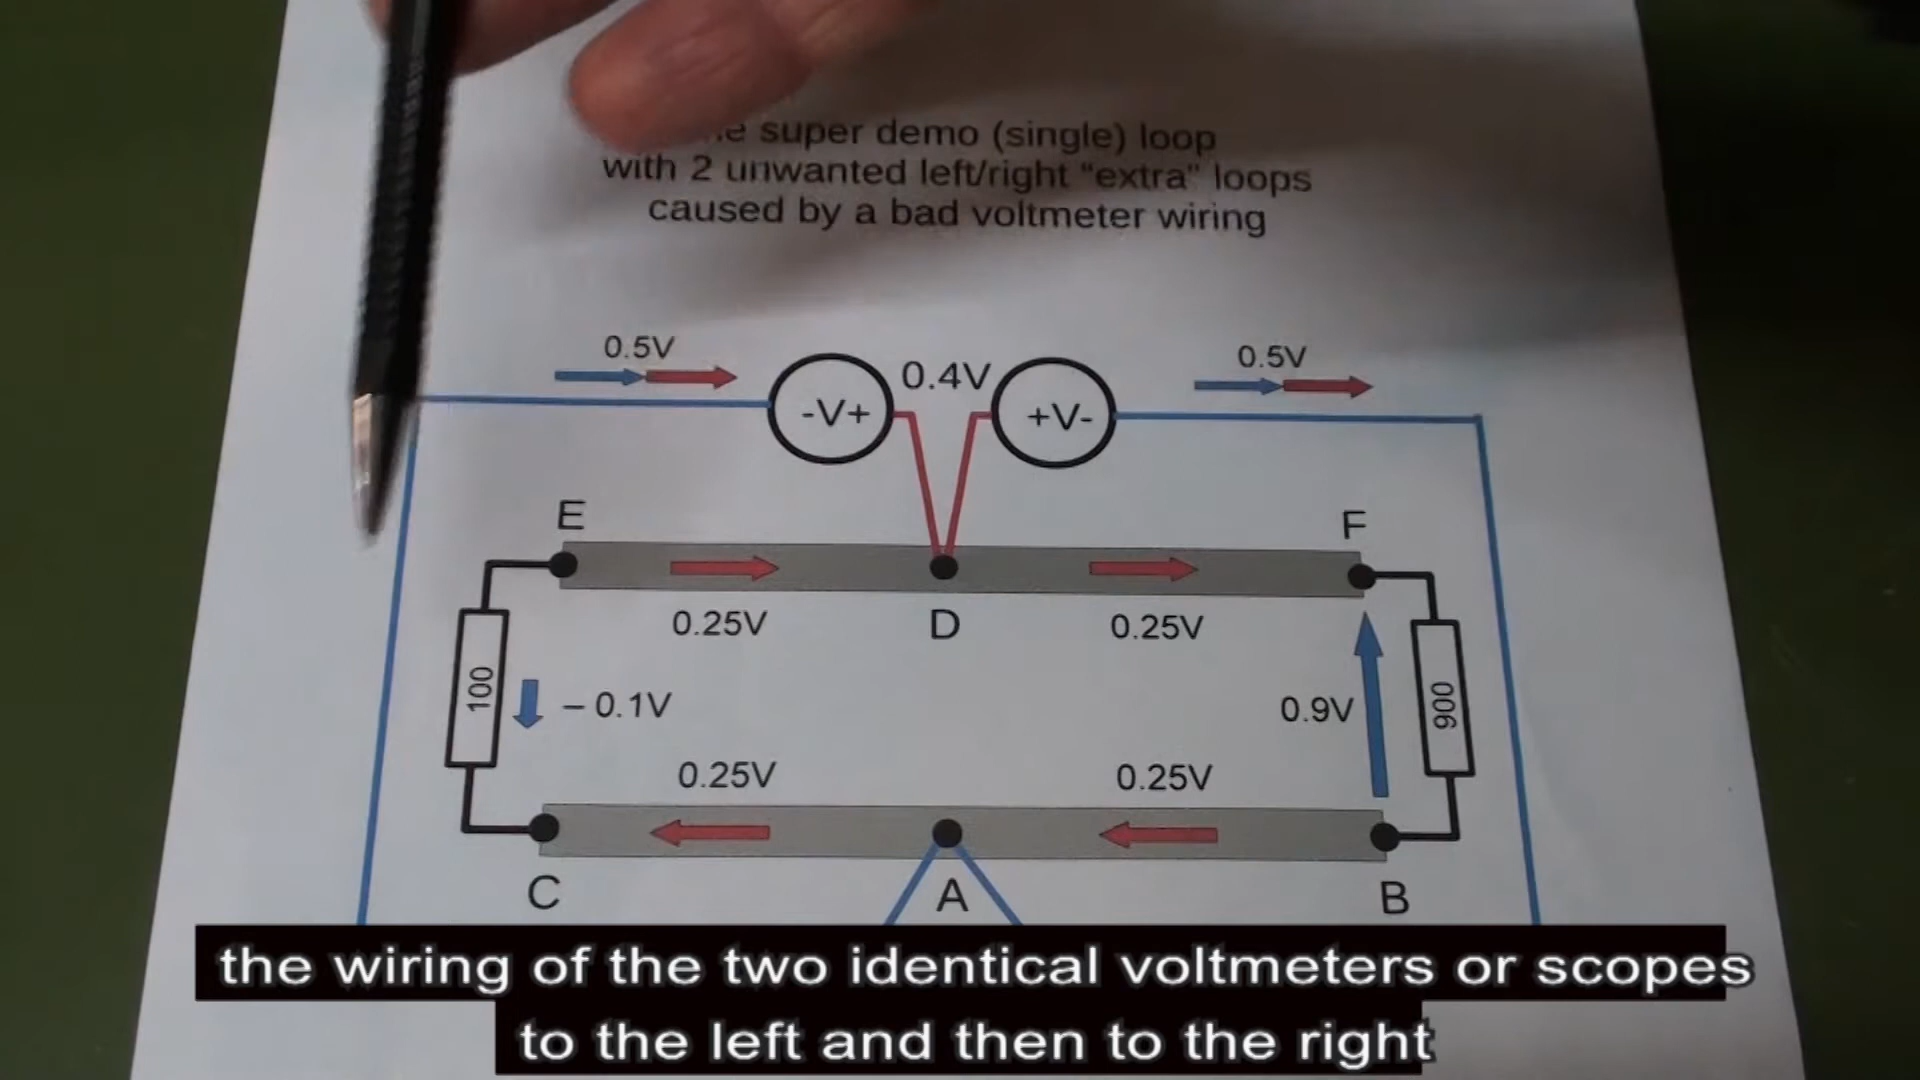 super demo (single) loop
with 2 unwanted left/right "extra" loops
caused by a bad voltmeter wiring
0.5V
0.4V
0.5V
-V+
+V-
E
F
0.25V
D
0.25V
100
– 0.1V
0.9V
900
0.25V
0.25V
C
A
B
the wiring of the two identical voltmeters or scopes
to the left and then to the right